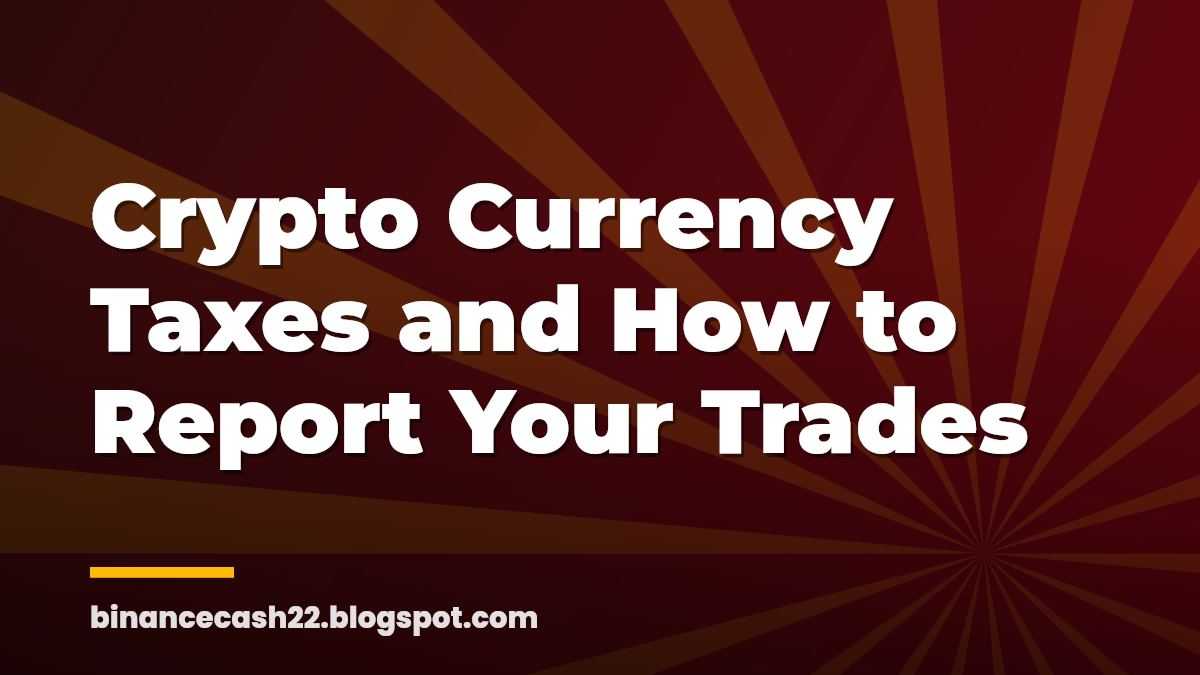 Crypto Currency
Taxes and How to
Report Your Trades
binancecash22.blogspot.com